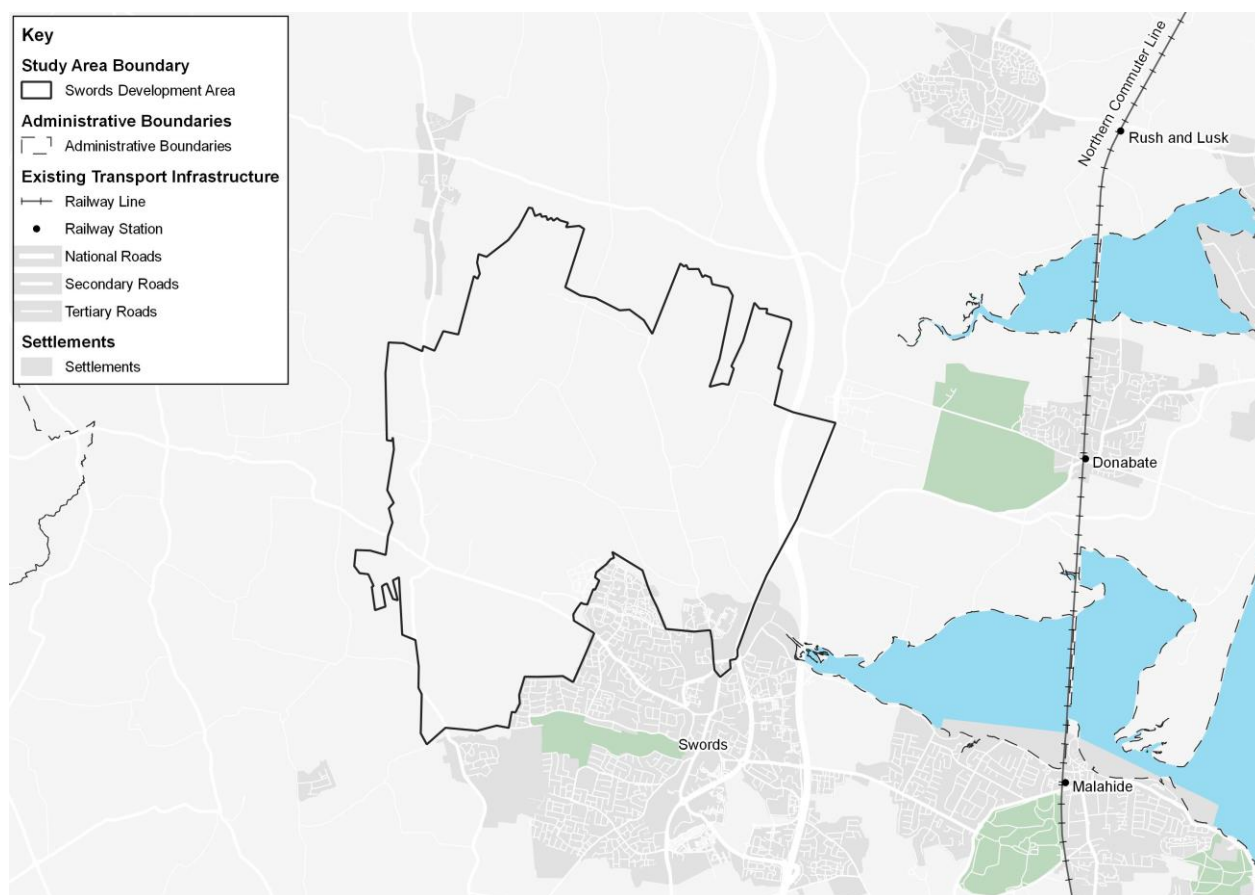 Key
Study Area Boundary
Swords Development Area
Administrative Boundaries
Administrative Boundaries
Existing Transport Infrastructure
Railway Line
Railway Station
National Roads
Secondary Roads
Tertiary Roads
Settlements
Settlements
Northern Commuter Line
Rush and Lusk
Donabate
Swords
Malahide